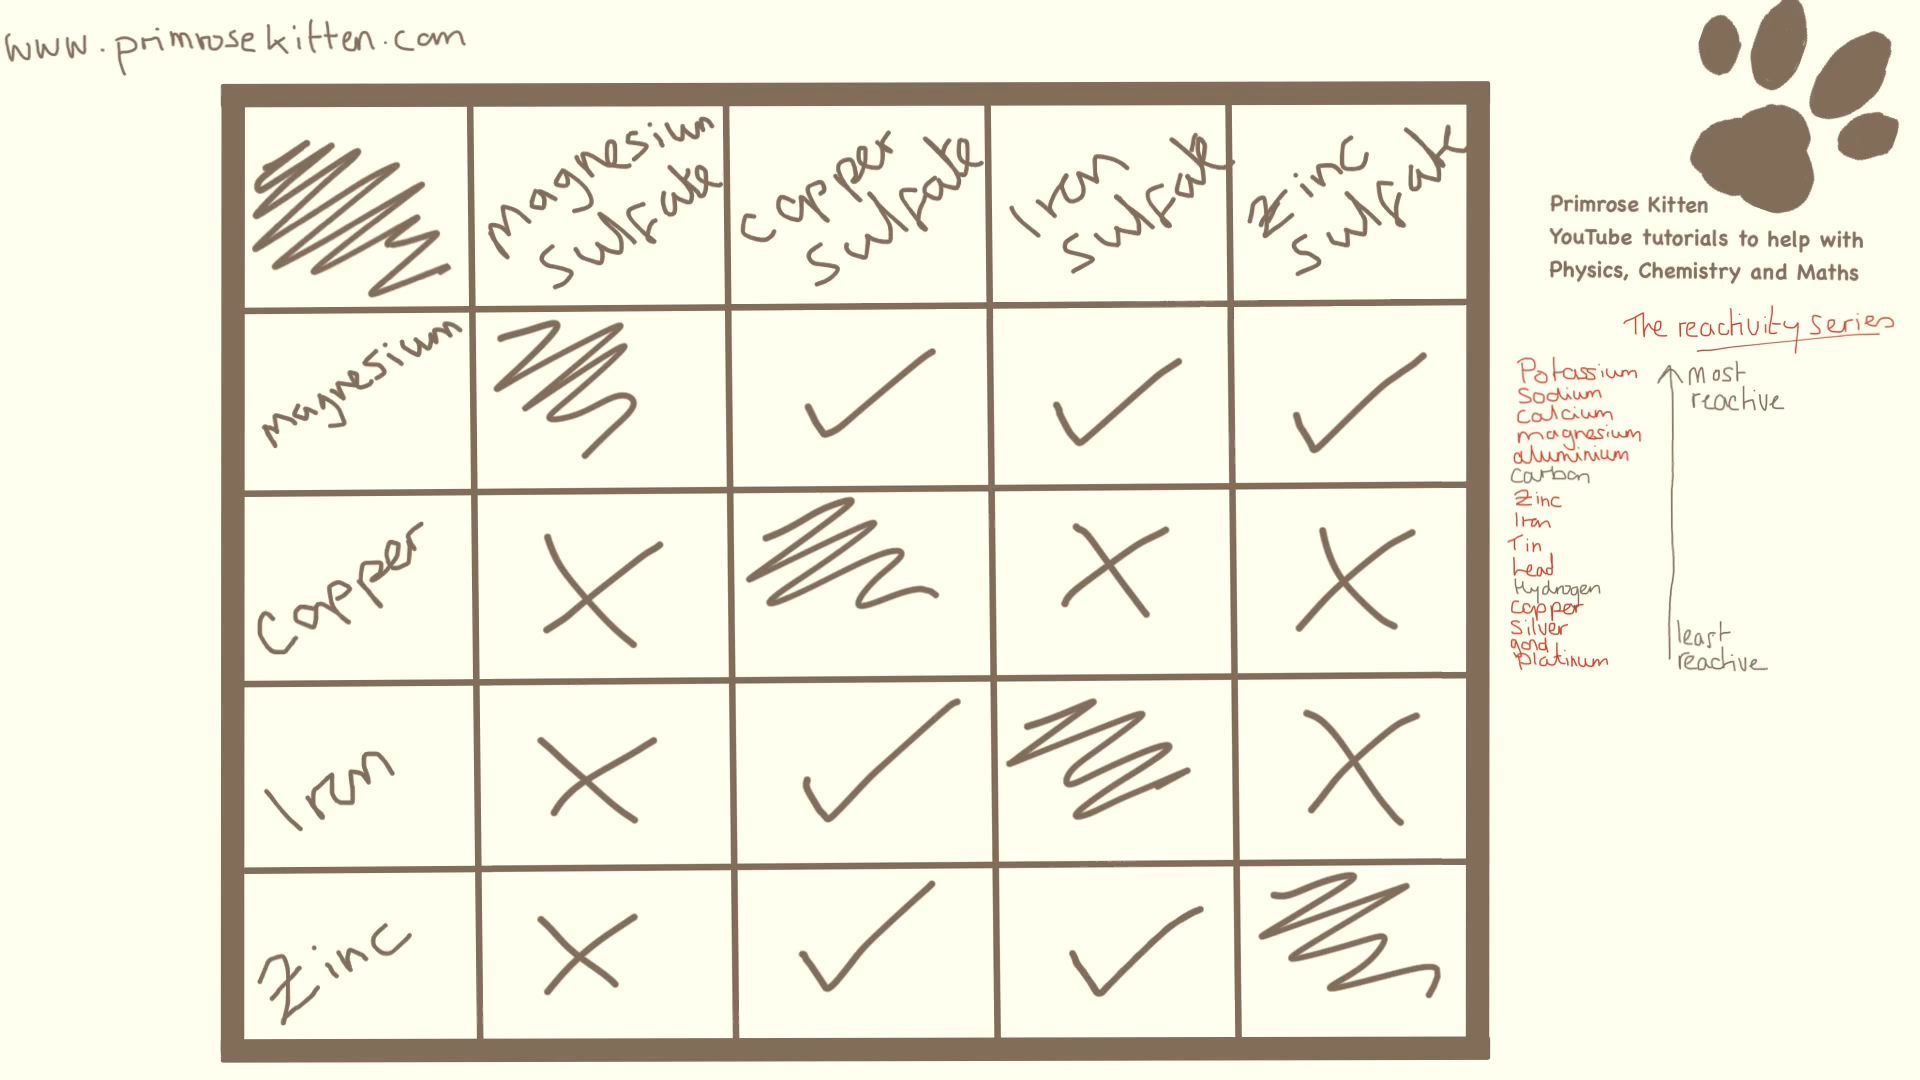 www.primrosekitten.com
Magnesium
sulfate
Copper
sulfate
Iron
sulfate
Zinc
sulfate
Magnesium
Copper
Iron
Zinc
Primrose Kitten
YouTube tutorials to help with
Physics, Chemistry and Maths
The reactivity series
Potassium
Sodium
Calcium
magnesium
aluminium
Carbon
Zinc
Iron
Tin
Lead
Hydrogen
Copper
Silver
gold
Platinum
most
reactive
least
reactive